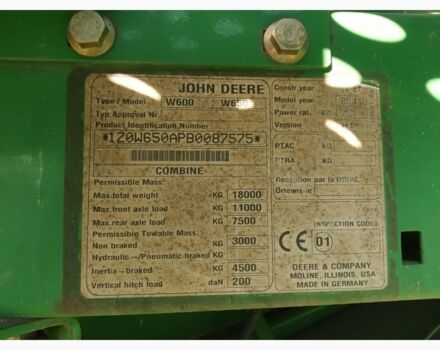 JOHN DEERE
Type / Model W600 W650
Typ Approval Nr
Product Identification Number
*1Z0W650APB0087575*
COMBINE
Permissible Mass:
Max.total weight KG 18000
Max.front axle load KG 11000
Max.rear axle load KG 7500
Permissible Towable Mass:
Non braked KG 3000
Hydraulic-/Pneumatic-braked KG
Inertia-braked KG 4500
Vertical hitch load daN 200
Constr.year
Model year
Power rat.
Version
PTAC KG
PTRA KG
Réception par la DRIRE
Orléans le
INSPECTION CODES
CE 01
DEERE & COMPANY
MOLINE, ILLINOIS, USA
MADE IN GERMANY